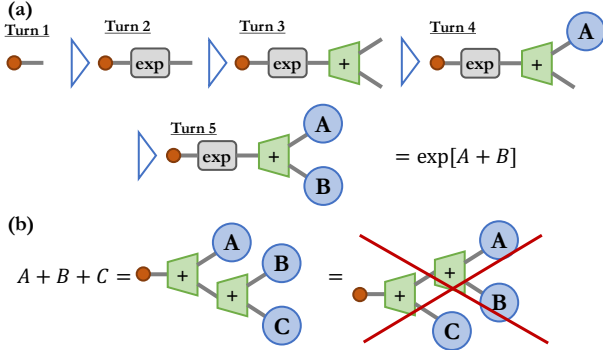 (a)
Turn 1 Turn 2 Turn 3 Turn 4
exp exp + exp + A
Turn 5
exp + A B = exp[A + B]
(b)
A + B + C = + A + B C = + + A B C